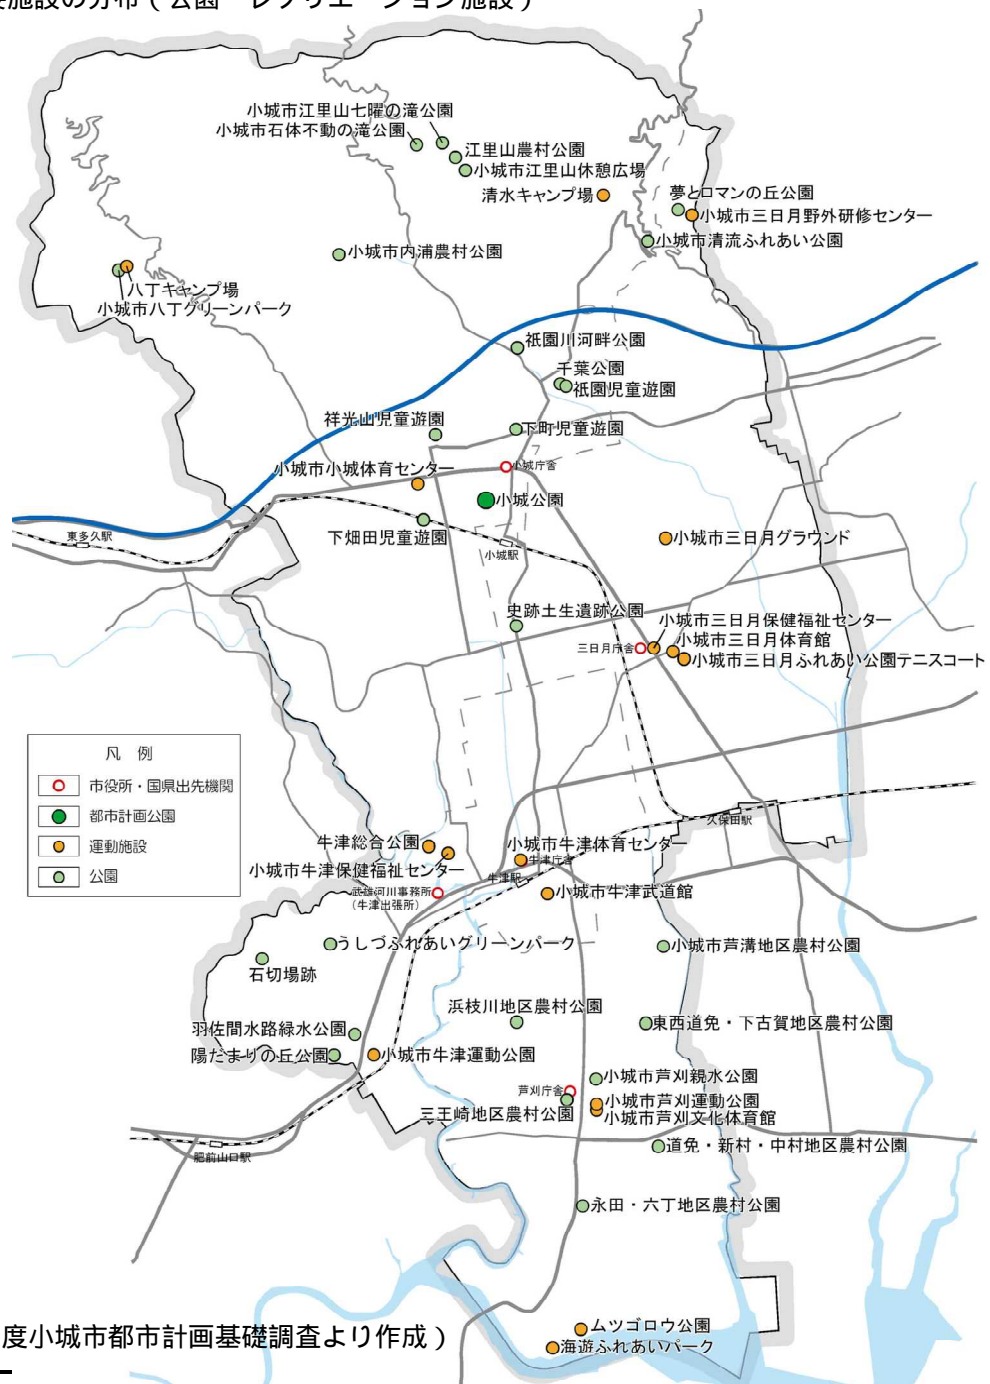 施設の分布（公園・レクリエーション施設）
小城市江里山七曜の滝公園
小城市石体不動の滝公園
江里山農村公園
小城市江里山休憩広場
清水キャンプ場
夢とロマンの丘公園
小城市三日月野外研修センター
小城市清流ふれあい公園
小城市内浦農村公園
八丁キャンプ場
小城市八丁グリーンパーク
祇園川河畔公園
千葉公園
祇園児童遊園
祥光山児童遊園
下町児童遊園
小城市小城体育センター
小城庁舎
小城公園
下畑田児童遊園
東多久駅
小城駅
小城市三日月グラウンド
史跡土生遺跡公園
小城市三日月保健福祉センター
三日月庁舎
小城市三日月体育館
小城市三日月ふれあい公園テニスコート
凡 例
市役所・国県出先機関
都市計画公園
運動施設
公園
久保田駅
牛津総合公園
小城市牛津体育センター
牛津庁舎
小城市牛津保健福祉センター
牛津駅
武雄河川事務所
（牛津出張所）
小城市牛津武道館
うしづふれあいグリーンパーク
小城市芦溝地区農村公園
石切場跡
浜枝川地区農村公園
東西道免・下古賀地区農村公園
羽佐間水路緑水公園
陽だまりの丘公園
小城市牛津運動公園
小城市芦刈親水公園
芦刈庁舎
小城市芦刈運動公園
三王崎地区農村公園
小城市芦刈文化体育館
道免・新村・中村地区農村公園
肥前山口駅
永田・六丁地区農村公園
ムツゴロウ公園
海遊ふれあいパーク
度小城市都市計画基礎調査より作成）